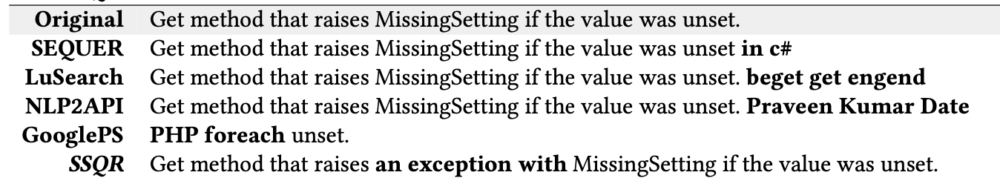 Original Get method that raises MissingSetting if the value was unset.
SEQUER Get method that raises MissingSetting if the value was unset in c#
LuSearch Get method that raises MissingSetting if the value was unset. beget get engend
NLP2API Get method that raises MissingSetting if the value was unset. Praveen Kumar Date
GooglePS PHP foreach unset.
SSQR Get method that raises an exception with MissingSetting if the value was unset.